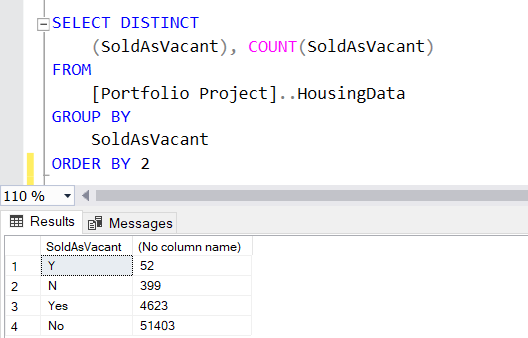 SELECT DISTINCT
(SoldAsVacant), COUNT(SoldAsVacant)
FROM
[Portfolio Project]..HousingData
GROUP BY
SoldAsVacant
ORDER BY 2
110 %
Results Messages
SoldAsVacant (No column name)
1 Y 52
2 N 399
3 Yes 4623
4 No 51403